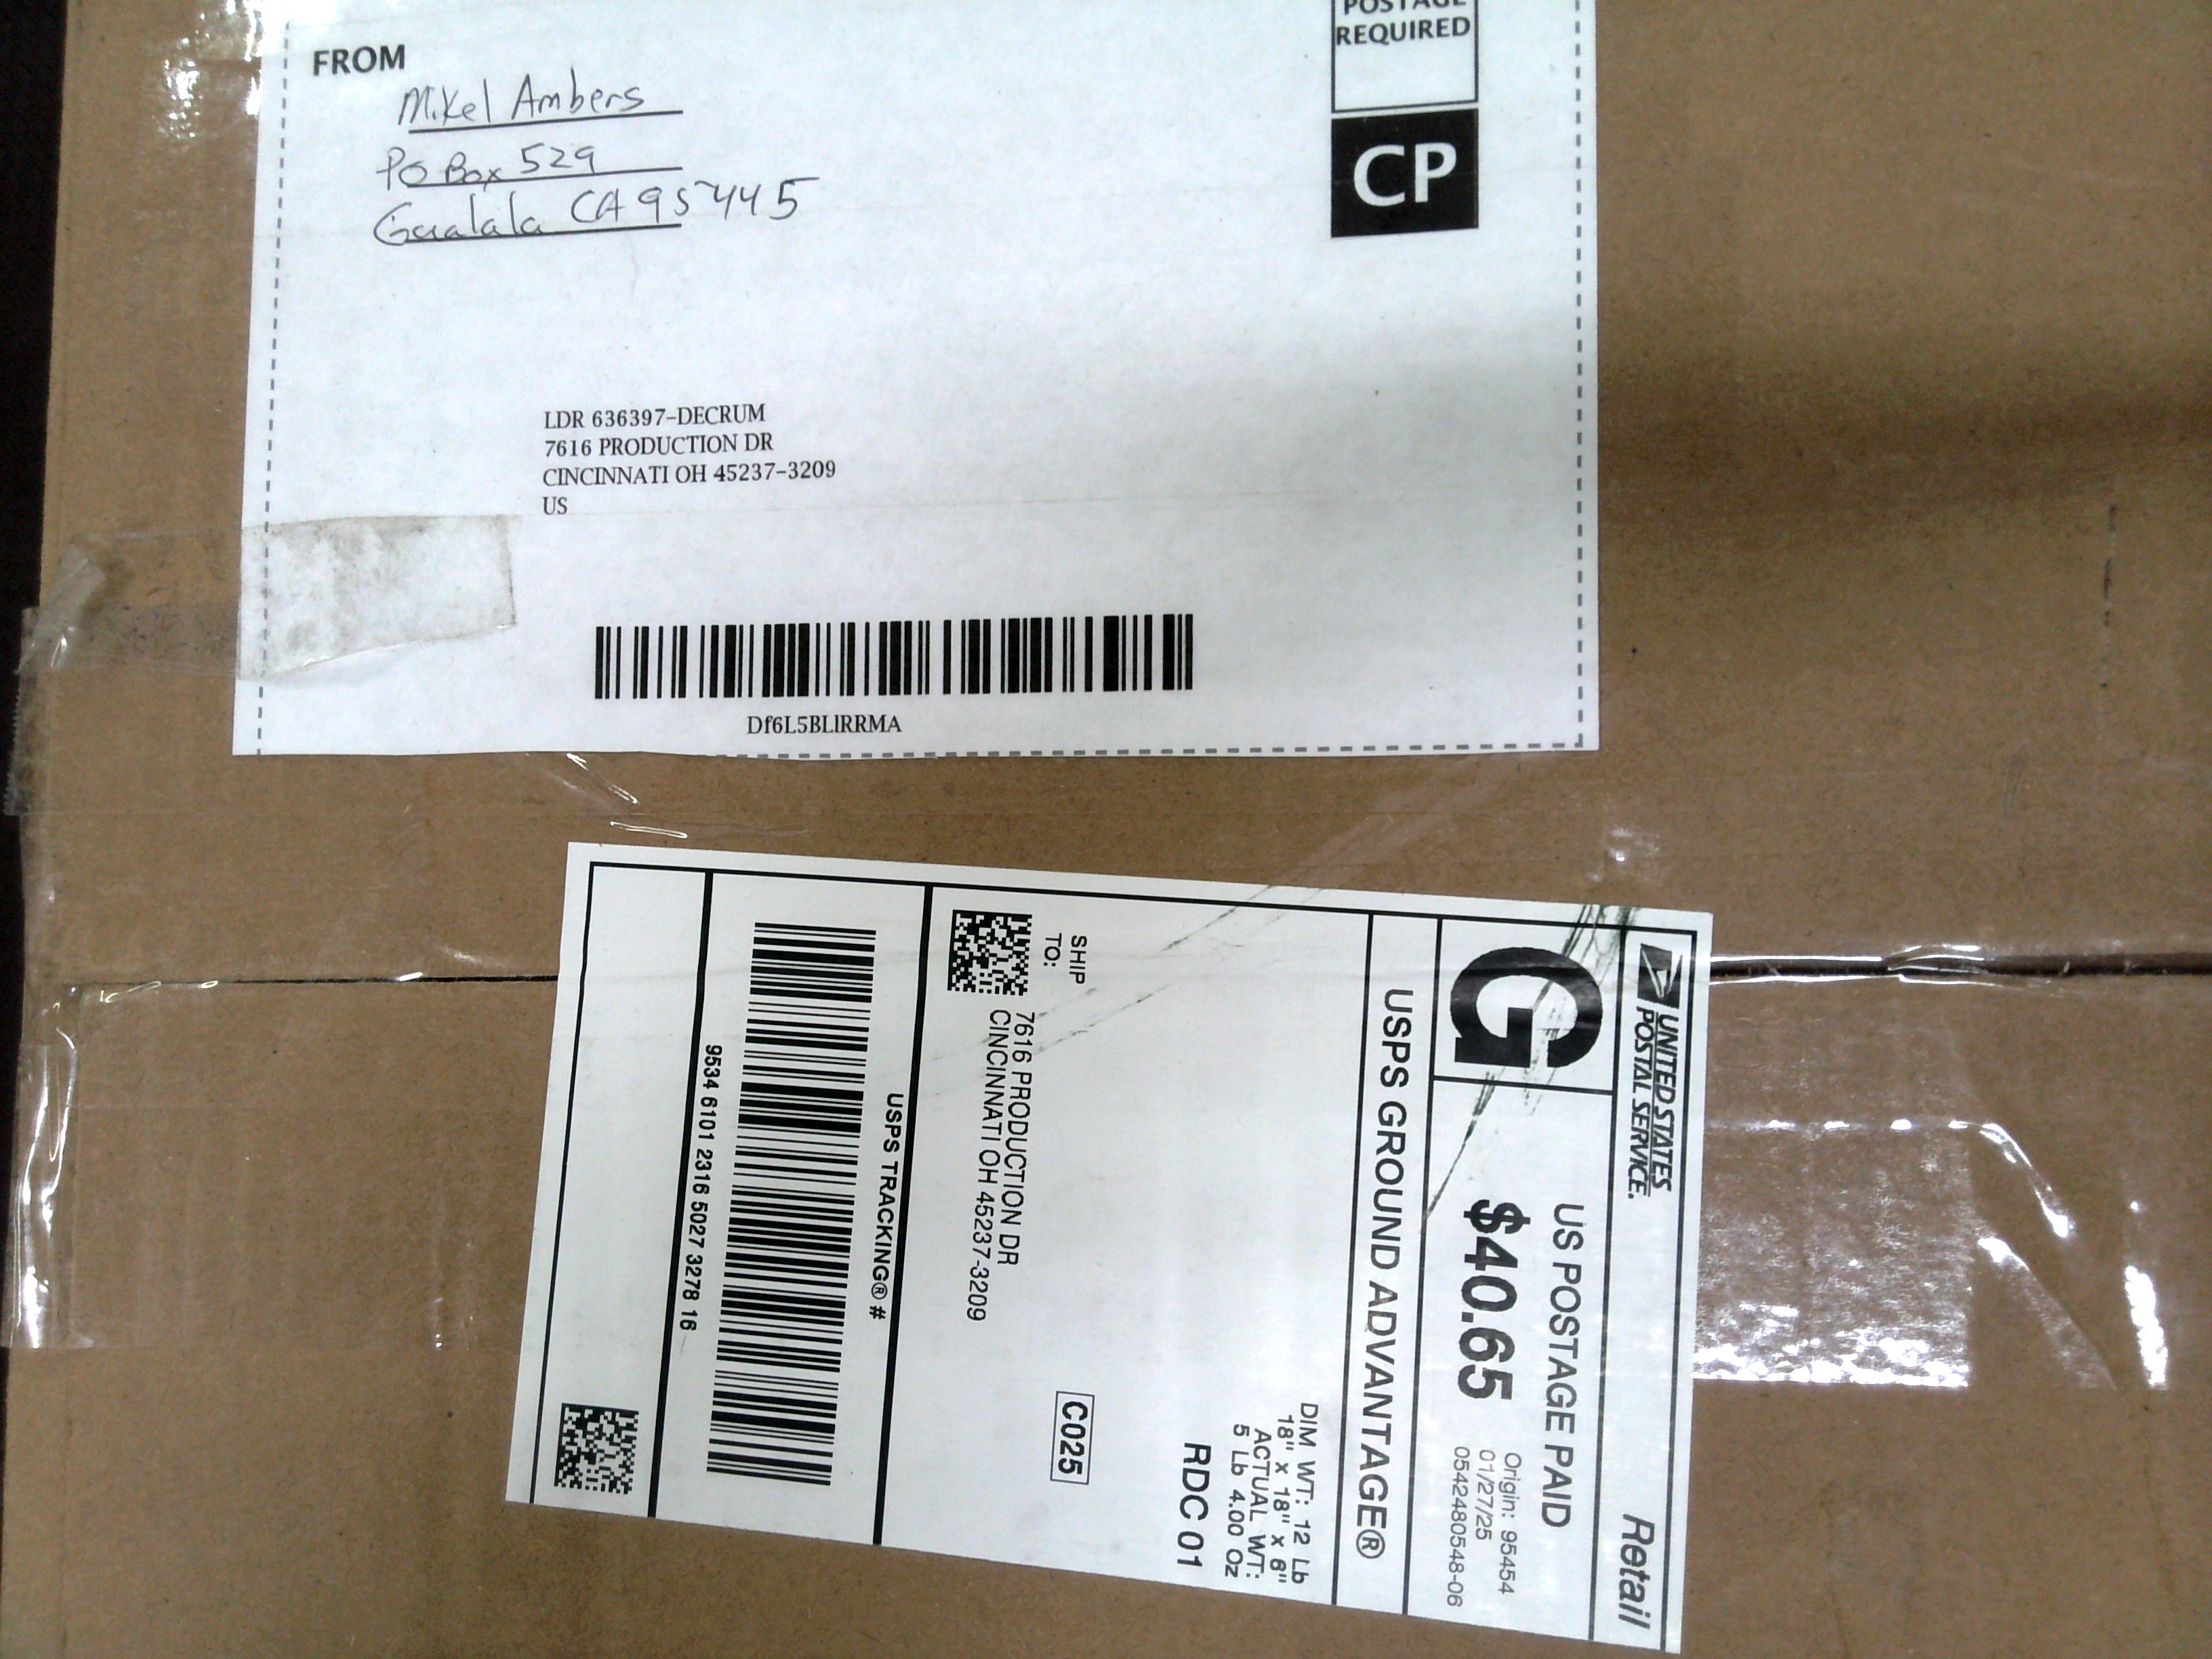 POSTAGE
REQUIRED
CP
FROM
Mikel Ambers
PO Box 529
Gualala CA 95445
LDR 636397-DECRUM
7616 PRODUCTION DR
CINCINNATI OH 45237-3209
US
Df6L5BLlRRMA
UNITED STATES
POSTAL SERVICE.
Retail
G
US POSTAGE PAID
$40.65
Origin: 95454
01/27/25
0542480548-06
USPS GROUND ADVANTAGE®
DIM WT: 12 Lb
18" x 18" x 6"
ACTUAL WT:
5 Lb 4.00 Oz
RDC 01
C025
SHIP
TO:
7616 PRODUCTION DR
CINCINNATI OH 45237-3209
USPS TRACKING® #
9534 6101 2316 5027 3278 16